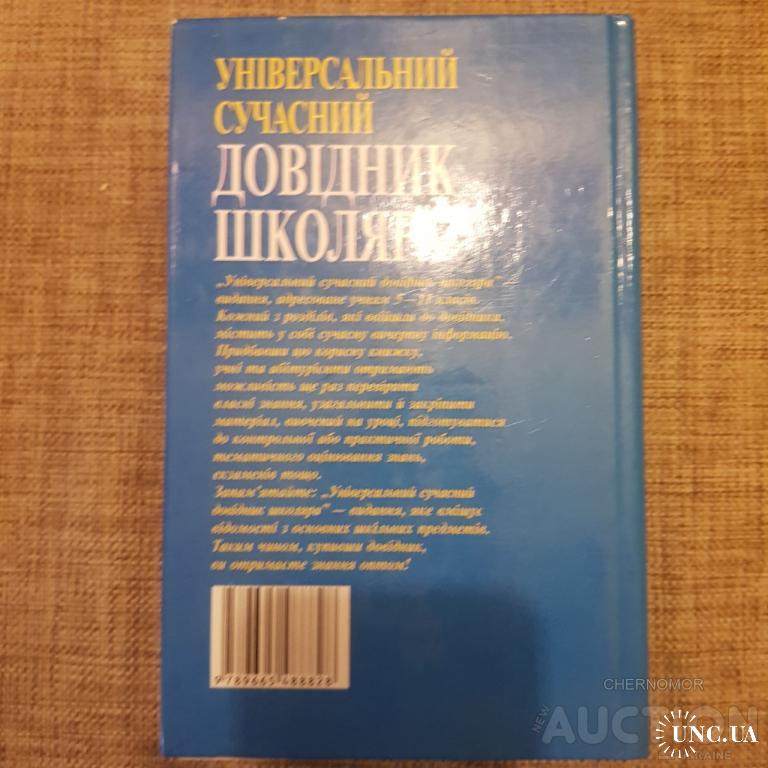 УНІВЕРСАЛЬНИЙ
СУЧАСНИЙ
ДОВІДНИК
ШКОЛЯРА
„Універсальний сучасний довідник школяра" —
видання, адресоване учням 5—11 класів.
Кожний з розділів, які ввійшли до довідника,
містить у собі сучасну вичерпну інформацію.
Придбавши цю корисну книжку,
учні та абітурієнти отримають
можливість ще раз перевірити
власні знання, узагальнити й закріпити
матеріал, вивчений на уроці, підготуватися
до контрольної або практичної роботи,
тематичного оцінювання знань,
екзаменів тощо.
Запам'ятайте: „Універсальний сучасний
довідник школяра" — видання, яке вміщує
відомості з основних шкільних предметів.
Таким чином, купивши довідник,
ви отримаєте знання оптом!
9 789665 488828
CHERNOMOR
NEW AUCTION
UNC.UA
UKRAINE